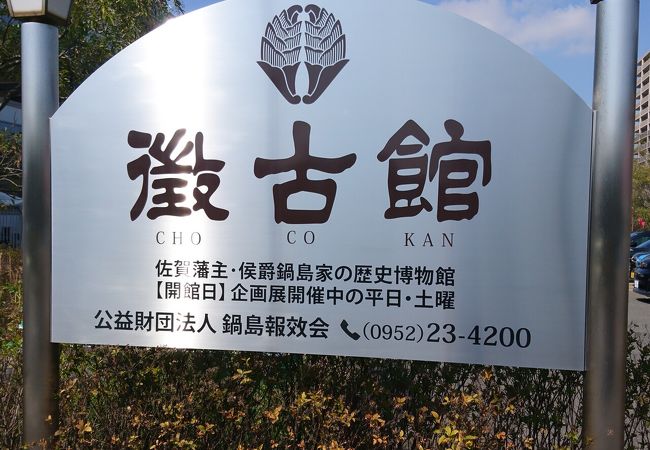 徴古館
CHO CO KAN
佐賀藩主・侯爵鍋島家の歴史博物館
【開館日】企画展開催中の平日・土曜
公益財団法人 鍋島報效会 (0952)23-4200